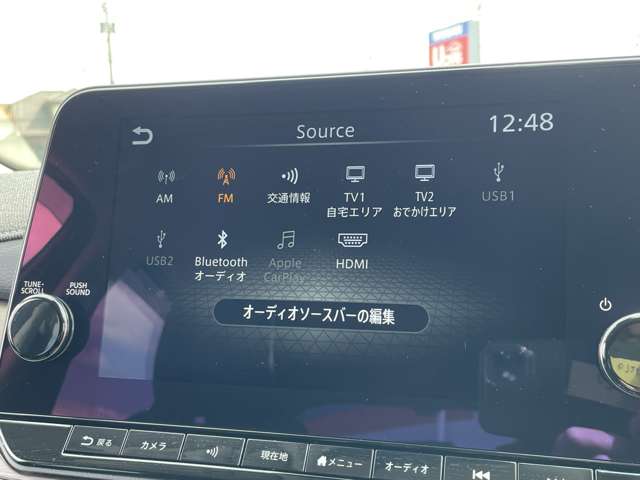 Source
12:48
AM
FM
交通情報
TV1
自宅エリア
TV2
おでかけエリア
USB1
USB2
Bluetooth
オーディオ
Apple
CarPlay
HDMI
オーディオソースバーの編集
TUNE·
SCROLL
PUSH
SOUND
戻る
カメラ
現在地
メニュー
オーディオ